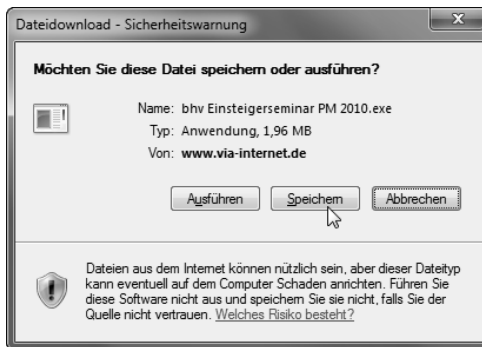 Dateidownload - Sicherheitswarnung
Möchten Sie diese Datei speichern oder ausführen?
Name: bhv Einsteigerseminar PM 2010.exe
Typ: Anwendung, 1,96 MB
Von: www.via-internet.de
Ausführen Speichern Abbrechen
Dateien aus dem Internet können nützlich sein, aber dieser Dateityp
kann eventuell auf dem Computer Schaden anrichten. Führen Sie
diese Software nicht aus und speichern Sie sie nicht, falls Sie der
Quelle nicht vertrauen. Welches Risiko besteht?